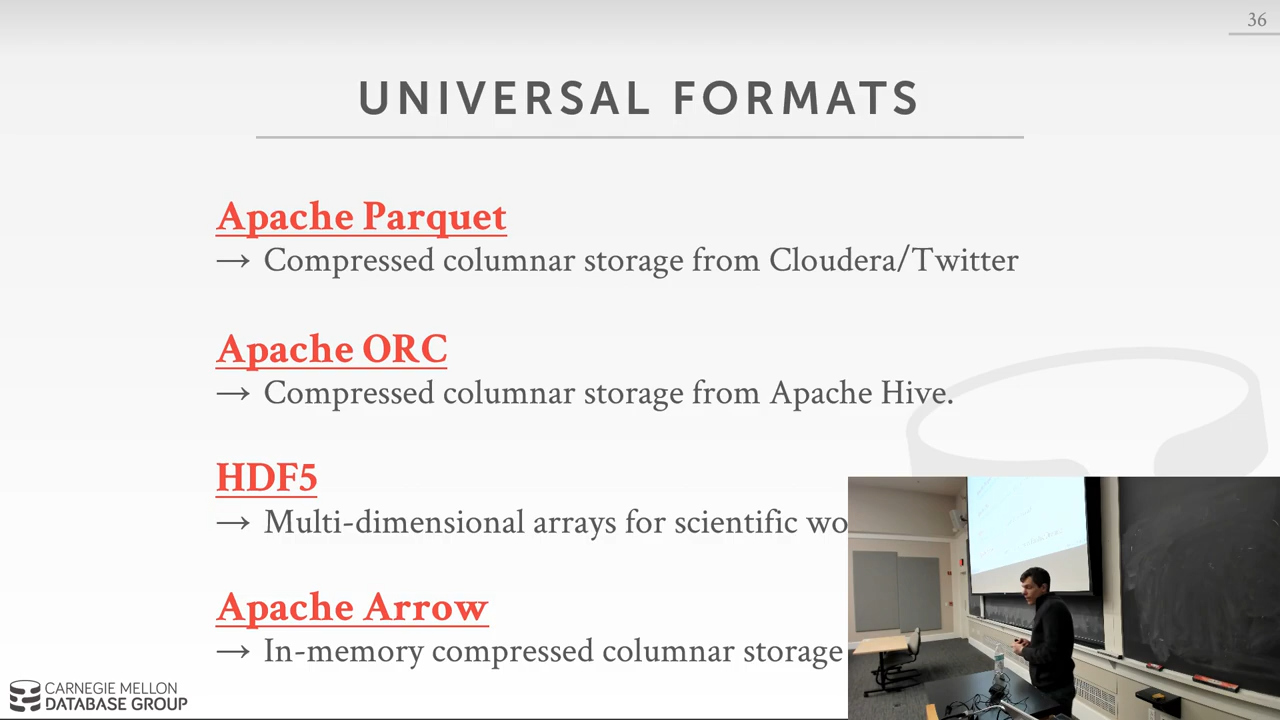 36
UNIVERSAL FORMATS
Apache Parquet
→ Compressed columnar storage from Cloudera/Twitter
Apache ORC
→ Compressed columnar storage from Apache Hive.
HDF5
→ Multi-dimensional arrays for scientific
Apache Arrow
→ In-memory compressed columnar storage
CARNEGIE MELLON
DATABASE GROUP